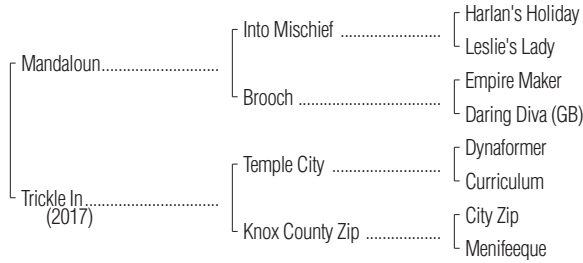 Harlan's Holiday
Into Mischief ........................
Leslie's Lady
Mandaloun............................
Empire Maker
Brooch ..................................
Daring Diva (GB)
Dynaformer
Temple City ..........................
Curriculum
Trickle In................................
(2017)
City Zip
Knox County Zip ..................
Menifeeque